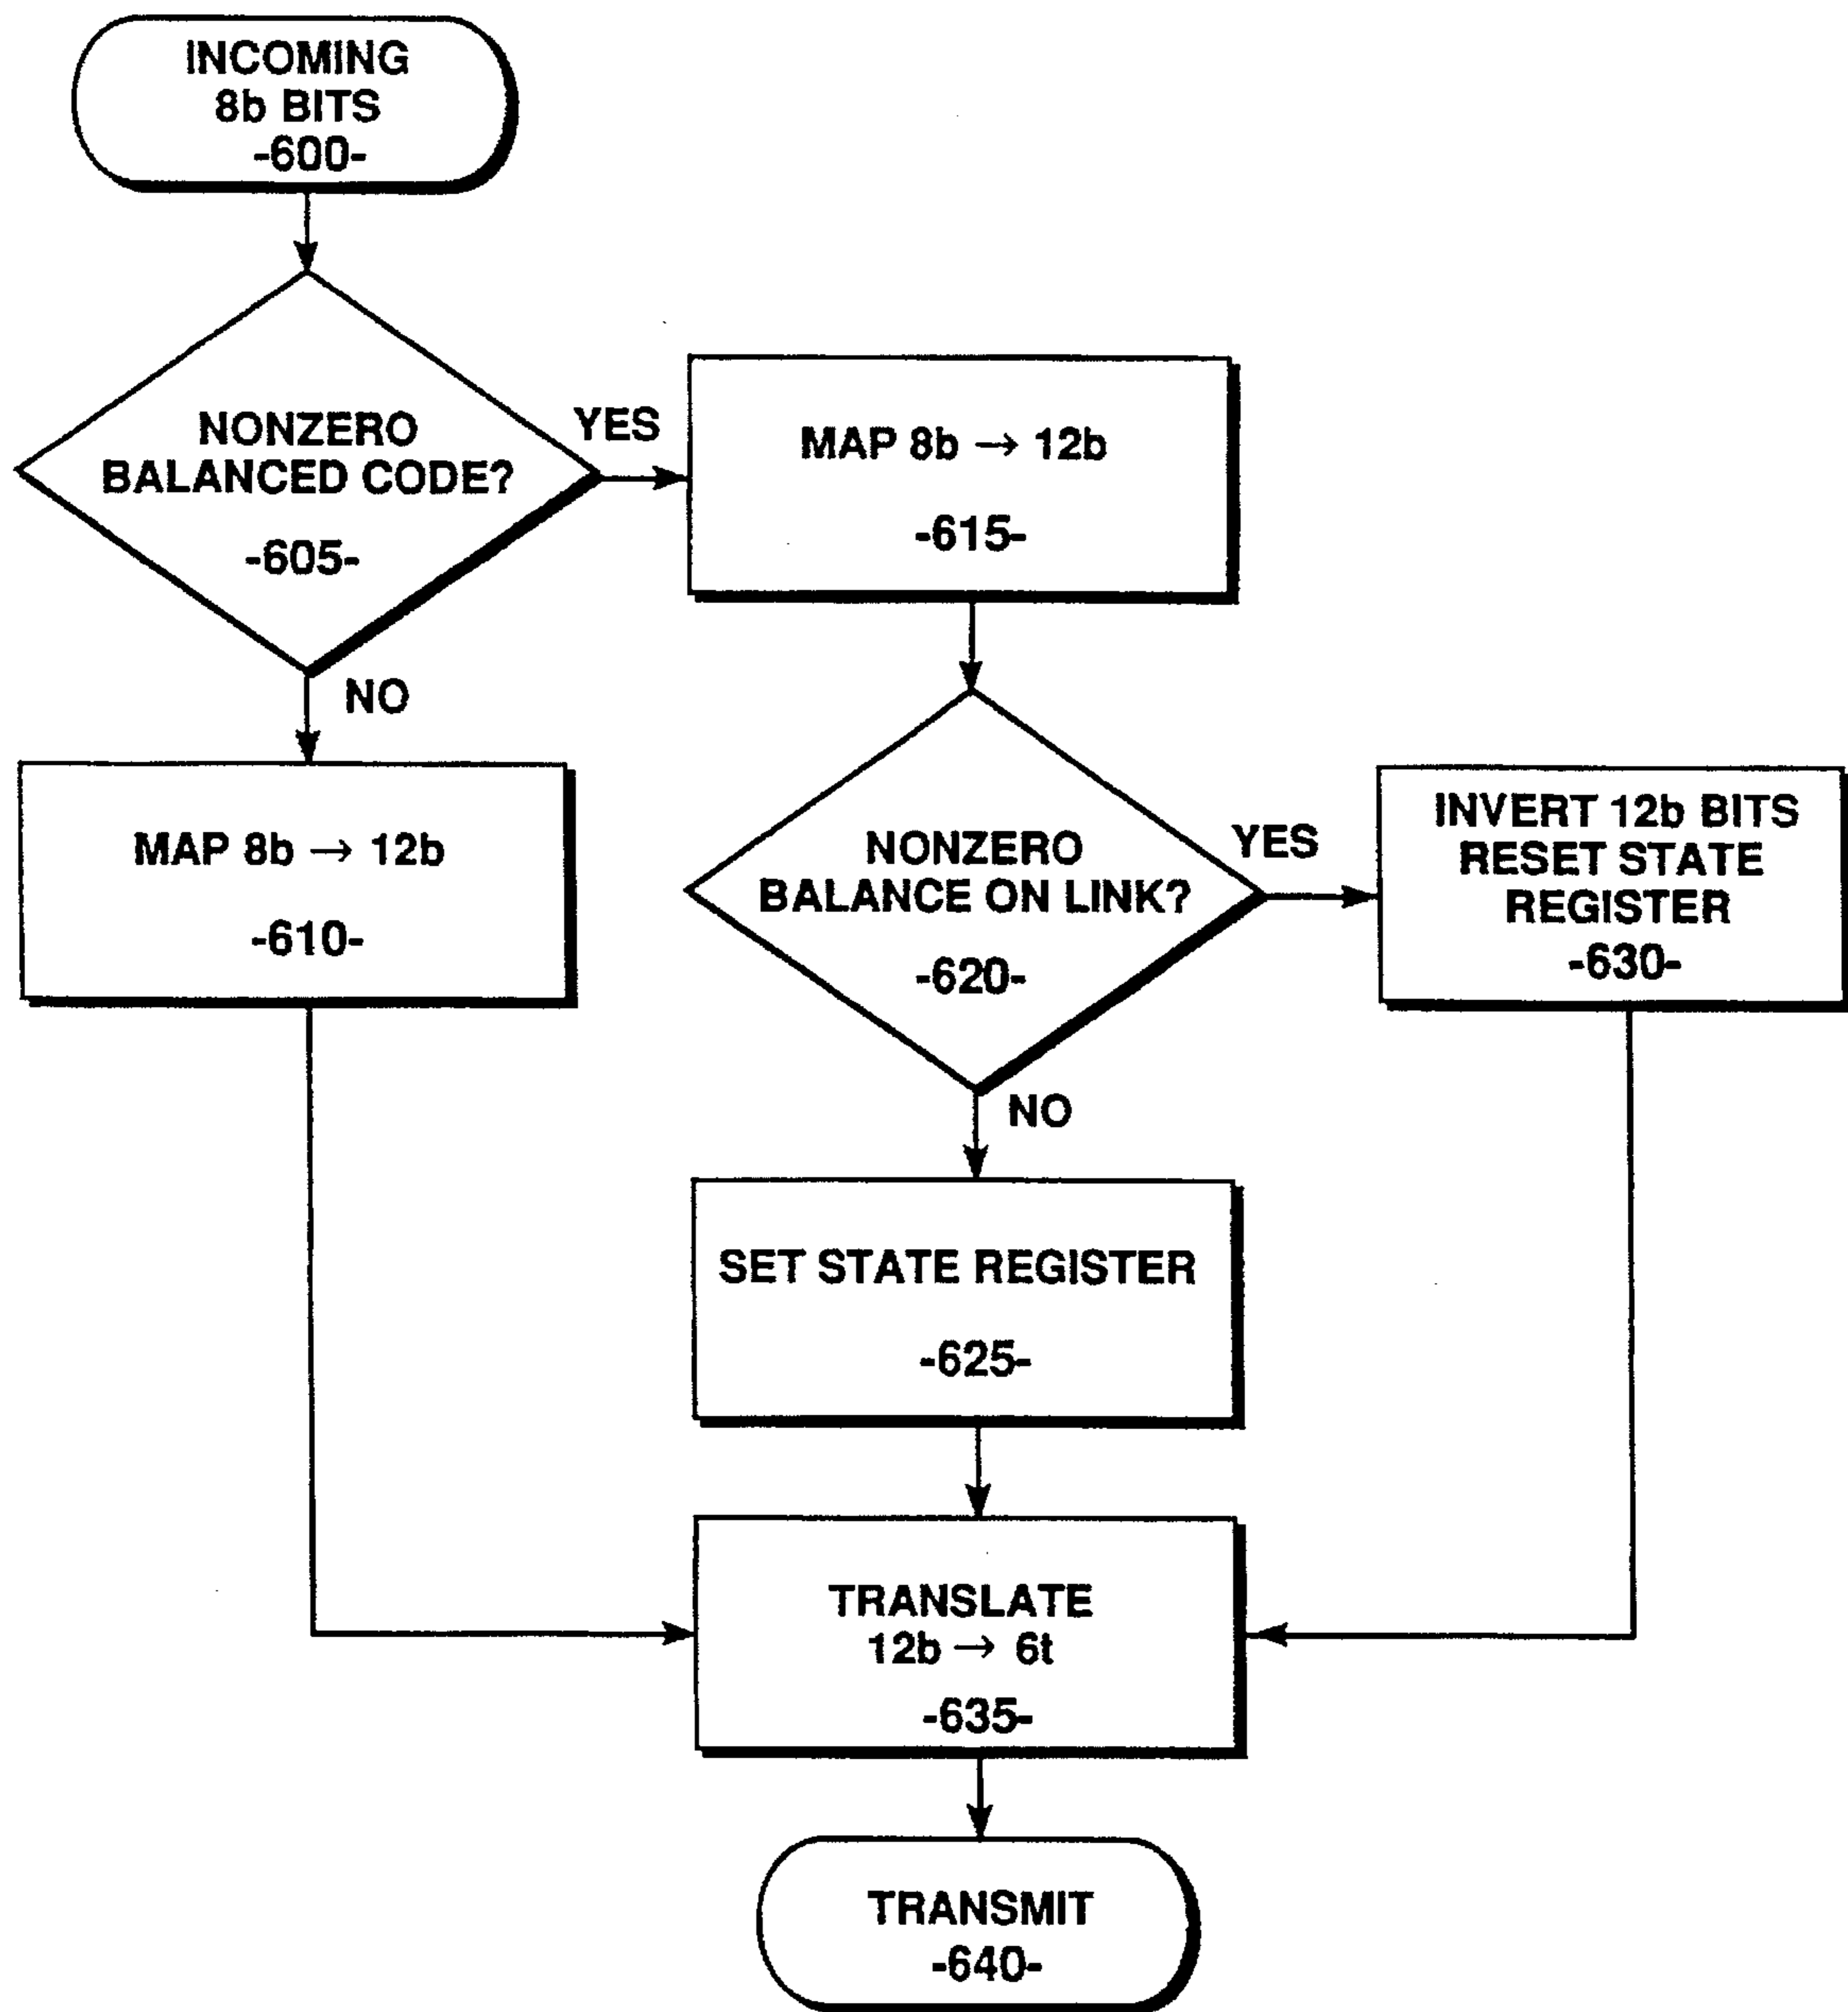 INCOMING
8b BITS
-600-
NONZERO
BALANCED CODE?
-605-
YES
NO
MAP 8b → 12b
-615-
MAP 8b → 12b
-610-
NONZERO
BALANCE ON LINK?
-620-
YES
NO
INVERT 12b BITS
RESET STATE
REGISTER
-630-
SET STATE REGISTER
-625-
TRANSLATE
12b → 6t
-635-
TRANSMIT
-640-